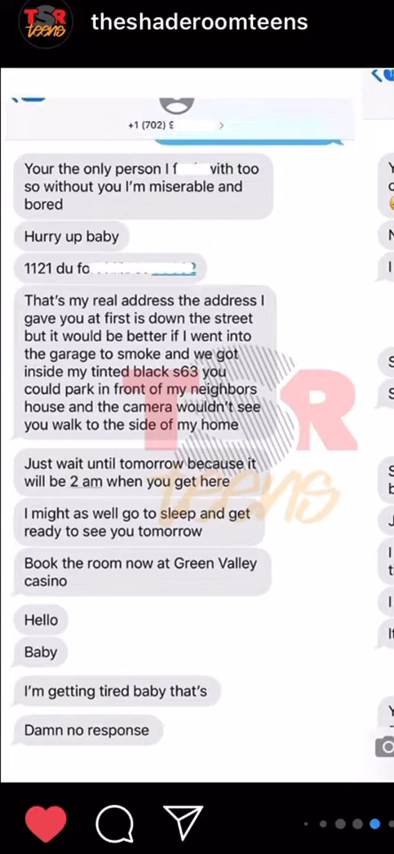 TSR
teens
theshaderoomteens
+1 (702)
Your the only person I f with too
so without you I'm miserable and
bored
Hurry up baby
1121 du fo
That's my real address the address I
gave you at first is down the street
but it would be better if I went into
the garage to smoke and we got
inside my tinted black s63 you
could park in front of my neighbors
house and the camera wouldn't see
you walk to the side of my home
Just wait until tomorrow because it
will be 2 am when you get here
I might as well go to sleep and get
ready to see you tomorrow
Book the room now at Green Valley
casino
Hello
Baby
I'm getting tired baby that's
Damn no response
TSR
teens